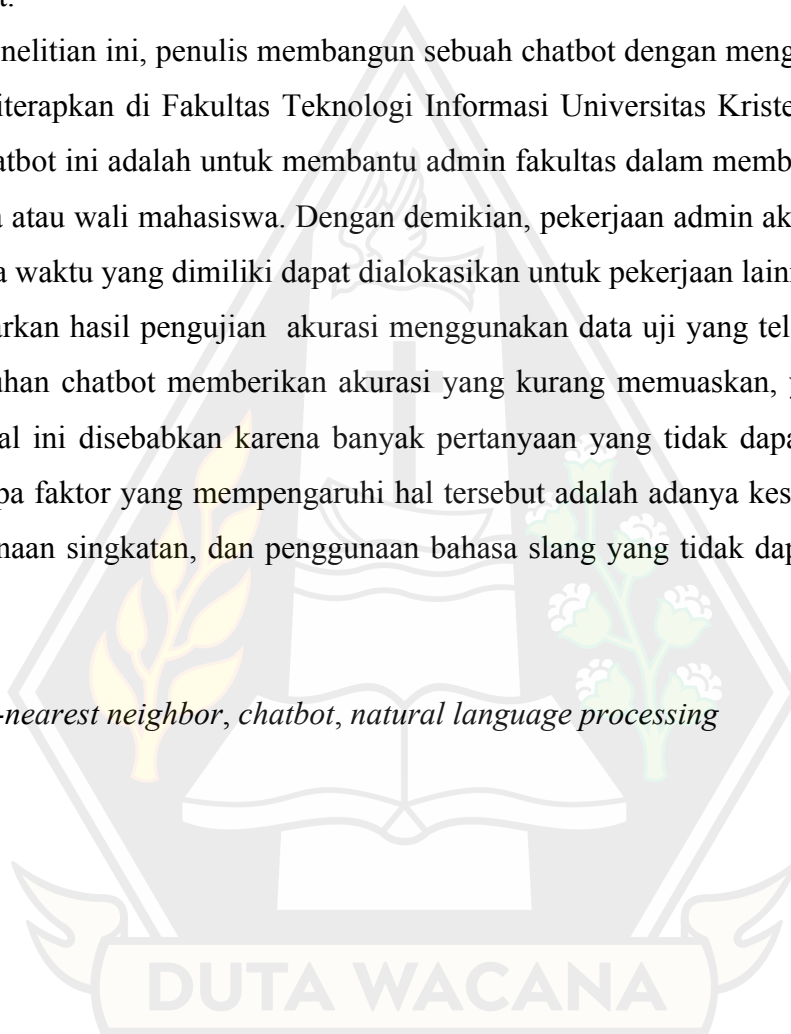 t.
nelitian ini, penulis membangun sebuah chatbot dengan meng
iterapkan di Fakultas Teknologi Informasi Universitas Kriste
atbot ini adalah untuk membantu admin fakultas dalam memb
a atau wali mahasiswa. Dengan demikian, pekerjaan admin ak
a waktu yang dimiliki dapat dialokasikan untuk pekerjaan lain
arkan hasil pengujian akurasi menggunakan data uji yang tel
uhan chatbot memberikan akurasi yang kurang memuaskan, y
al ini disebabkan karena banyak pertanyaan yang tidak dapa
pa faktor yang mempengaruhi hal tersebut adalah adanya kes
naan singkatan, dan penggunaan bahasa slang yang tidak dap
-nearest neighbor, chatbot, natural language processing
DUTA WACANA